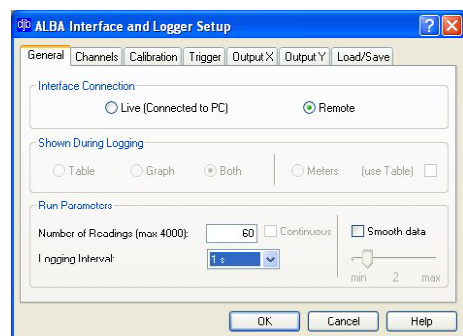 djb ALBA Interface and Logger Setup
General Channels Calibration Trigger Output X Output Y Load/Save
Interface Connection
Live (Connected to PC) Remote
Shown During Logging
Table Graph Both Meters (use Table)
Run Parameters
Number of Readings (max 4000): 60 Continuous Smooth data
Logging Interval: 1 s
min 2 max
OK Cancel Help